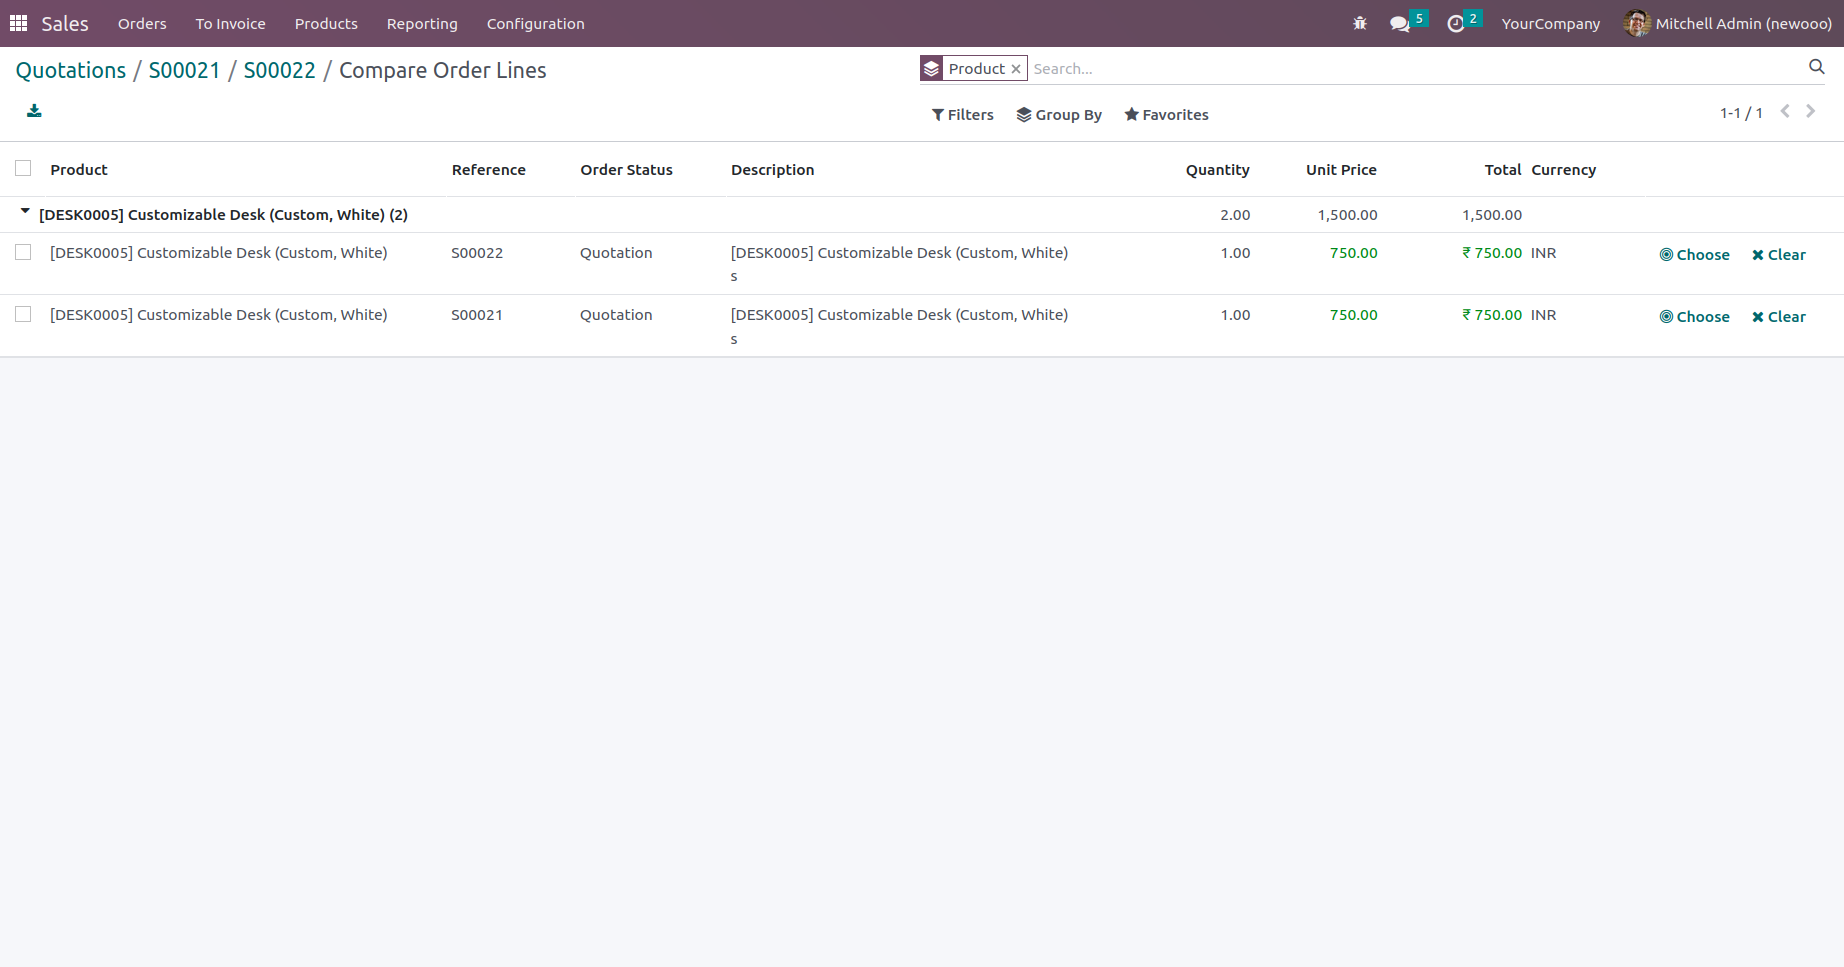 Sales Orders To Invoice Products Reporting Configuration 5 2 YourCompany Mitchell Admin (newooo)
Quotations / S00021 / S00022 / Compare Order Lines
Product × Search...
Filters Group By Favorites 1-1 / 1
Product Reference Order Status Description Quantity Unit Price Total Currency
[DESK0005] Customizable Desk (Custom, White) (2) 2.00 1,500.00 1,500.00
[DESK0005] Customizable Desk (Custom, White) S00022 Quotation [DESK0005] Customizable Desk (Custom, White) 1.00 750.00 ₹ 750.00 INR Choose Clear
s
[DESK0005] Customizable Desk (Custom, White) S00021 Quotation [DESK0005] Customizable Desk (Custom, White) 1.00 750.00 ₹ 750.00 INR Choose Clear
s